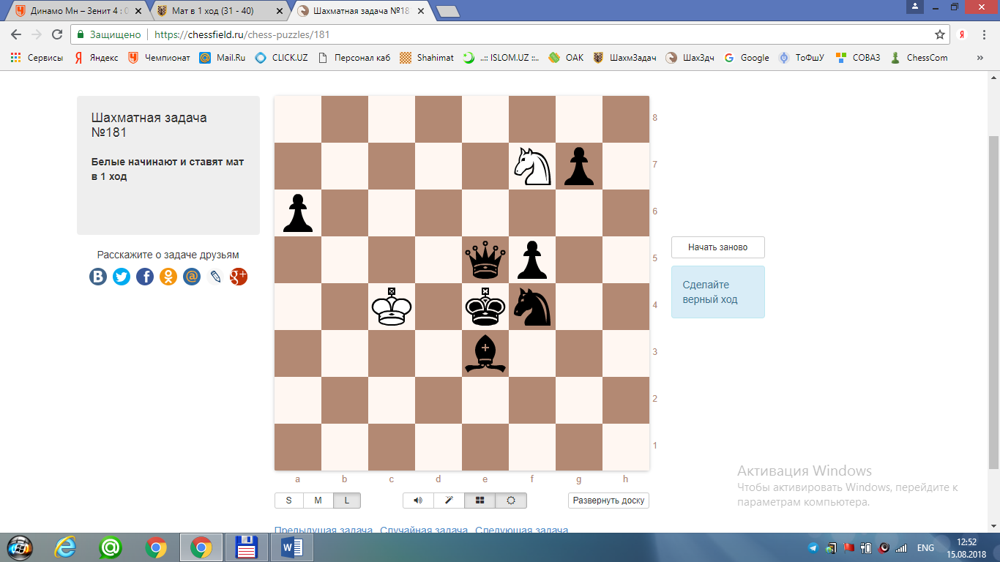 Динамо Мн – Зенит 4 : 0
Мат в 1 ход (31 - 40)
Шахматная задача №18
Защищено
https://chessfield.ru/chess-puzzles/181
Сервисы Яндекс Чемпионат Mail.Ru CLICK.UZ Персонал каб Shahimat ..:: ISLOM.UZ ::.. ОАК ШахмЗадач ШахЗдч Google ТоФшУ СОВАЗ ChessCom »
Шахматная задача
№181
Белые начинают и ставят мат
в 1 ход
Расскажите о задаче друзьям
8
7
6
5
4
3
2
1
a b c d e f g h
Начать заново
Сделайте
верный ход
S M L
Развернуть доску
Предыдущая задача Случайная задача Следующая задача
Активация Windows
Чтобы активировать Windows, перейдите к
параметрам компьютера.
ENG
12:52
15.08.2018